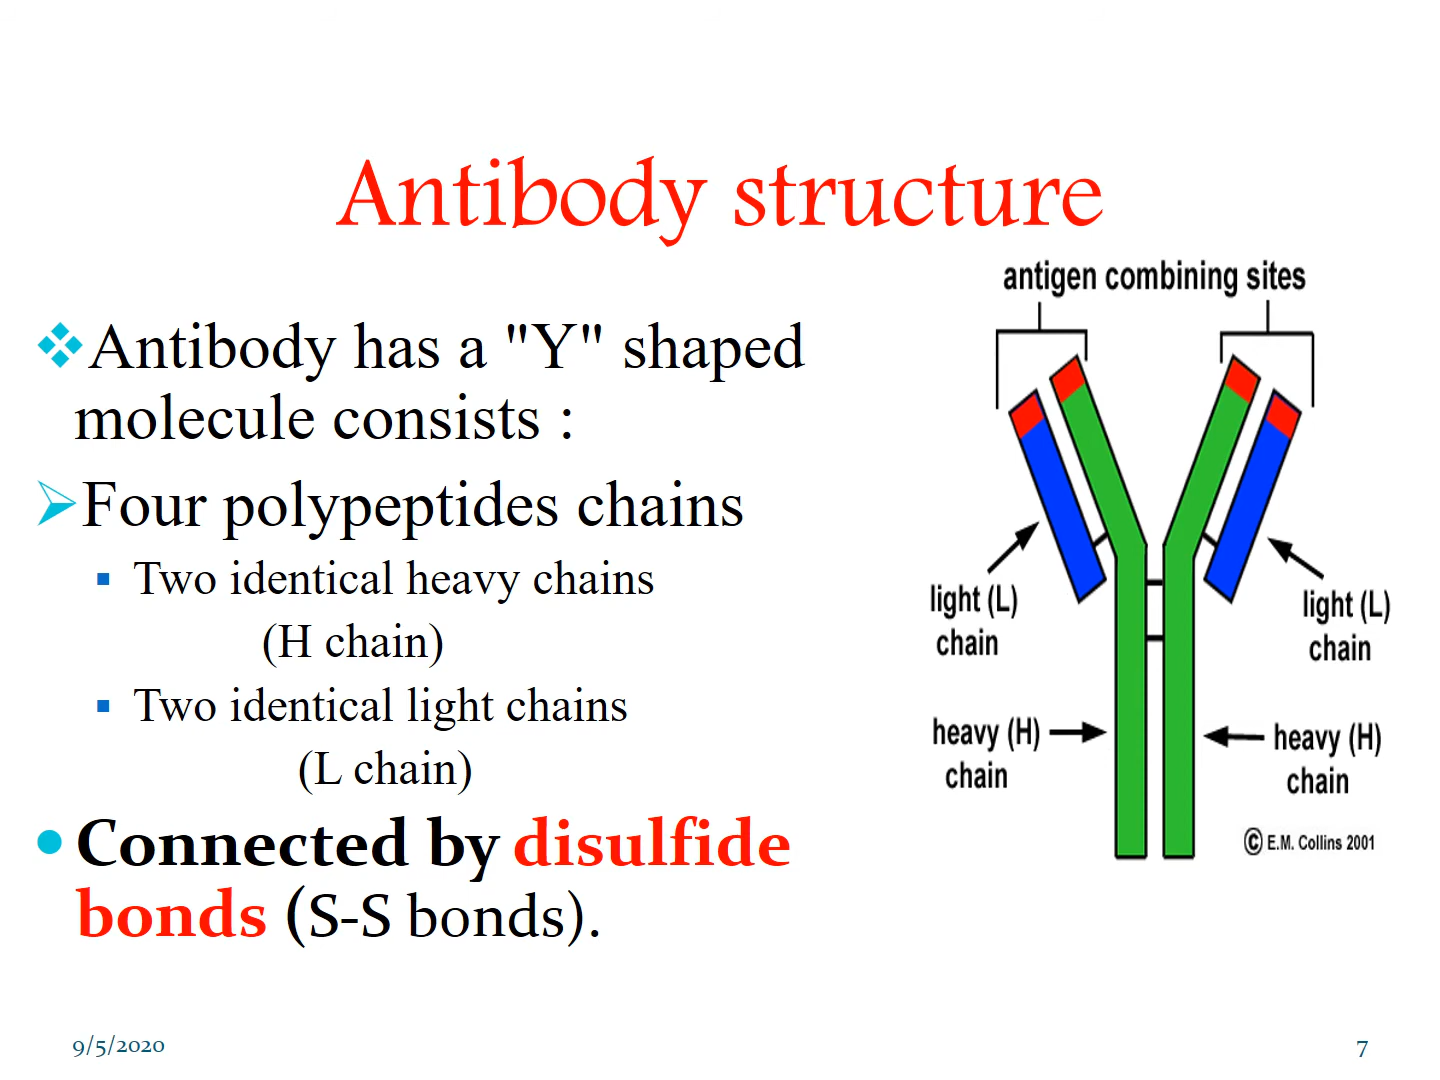 Antibody structure
Antibody has a "Y" shaped
molecule consists :
Four polypeptides chains
Two identical heavy chains
(H chain)
Two identical light chains
(L chain)
Connected by disulfide
bonds (S-S bonds).
antigen combining sites
light (L)
chain
light (L)
chain
heavy (H)
chain
heavy (H)
chain
© E.M. Collins 2001
9/5/2020
7